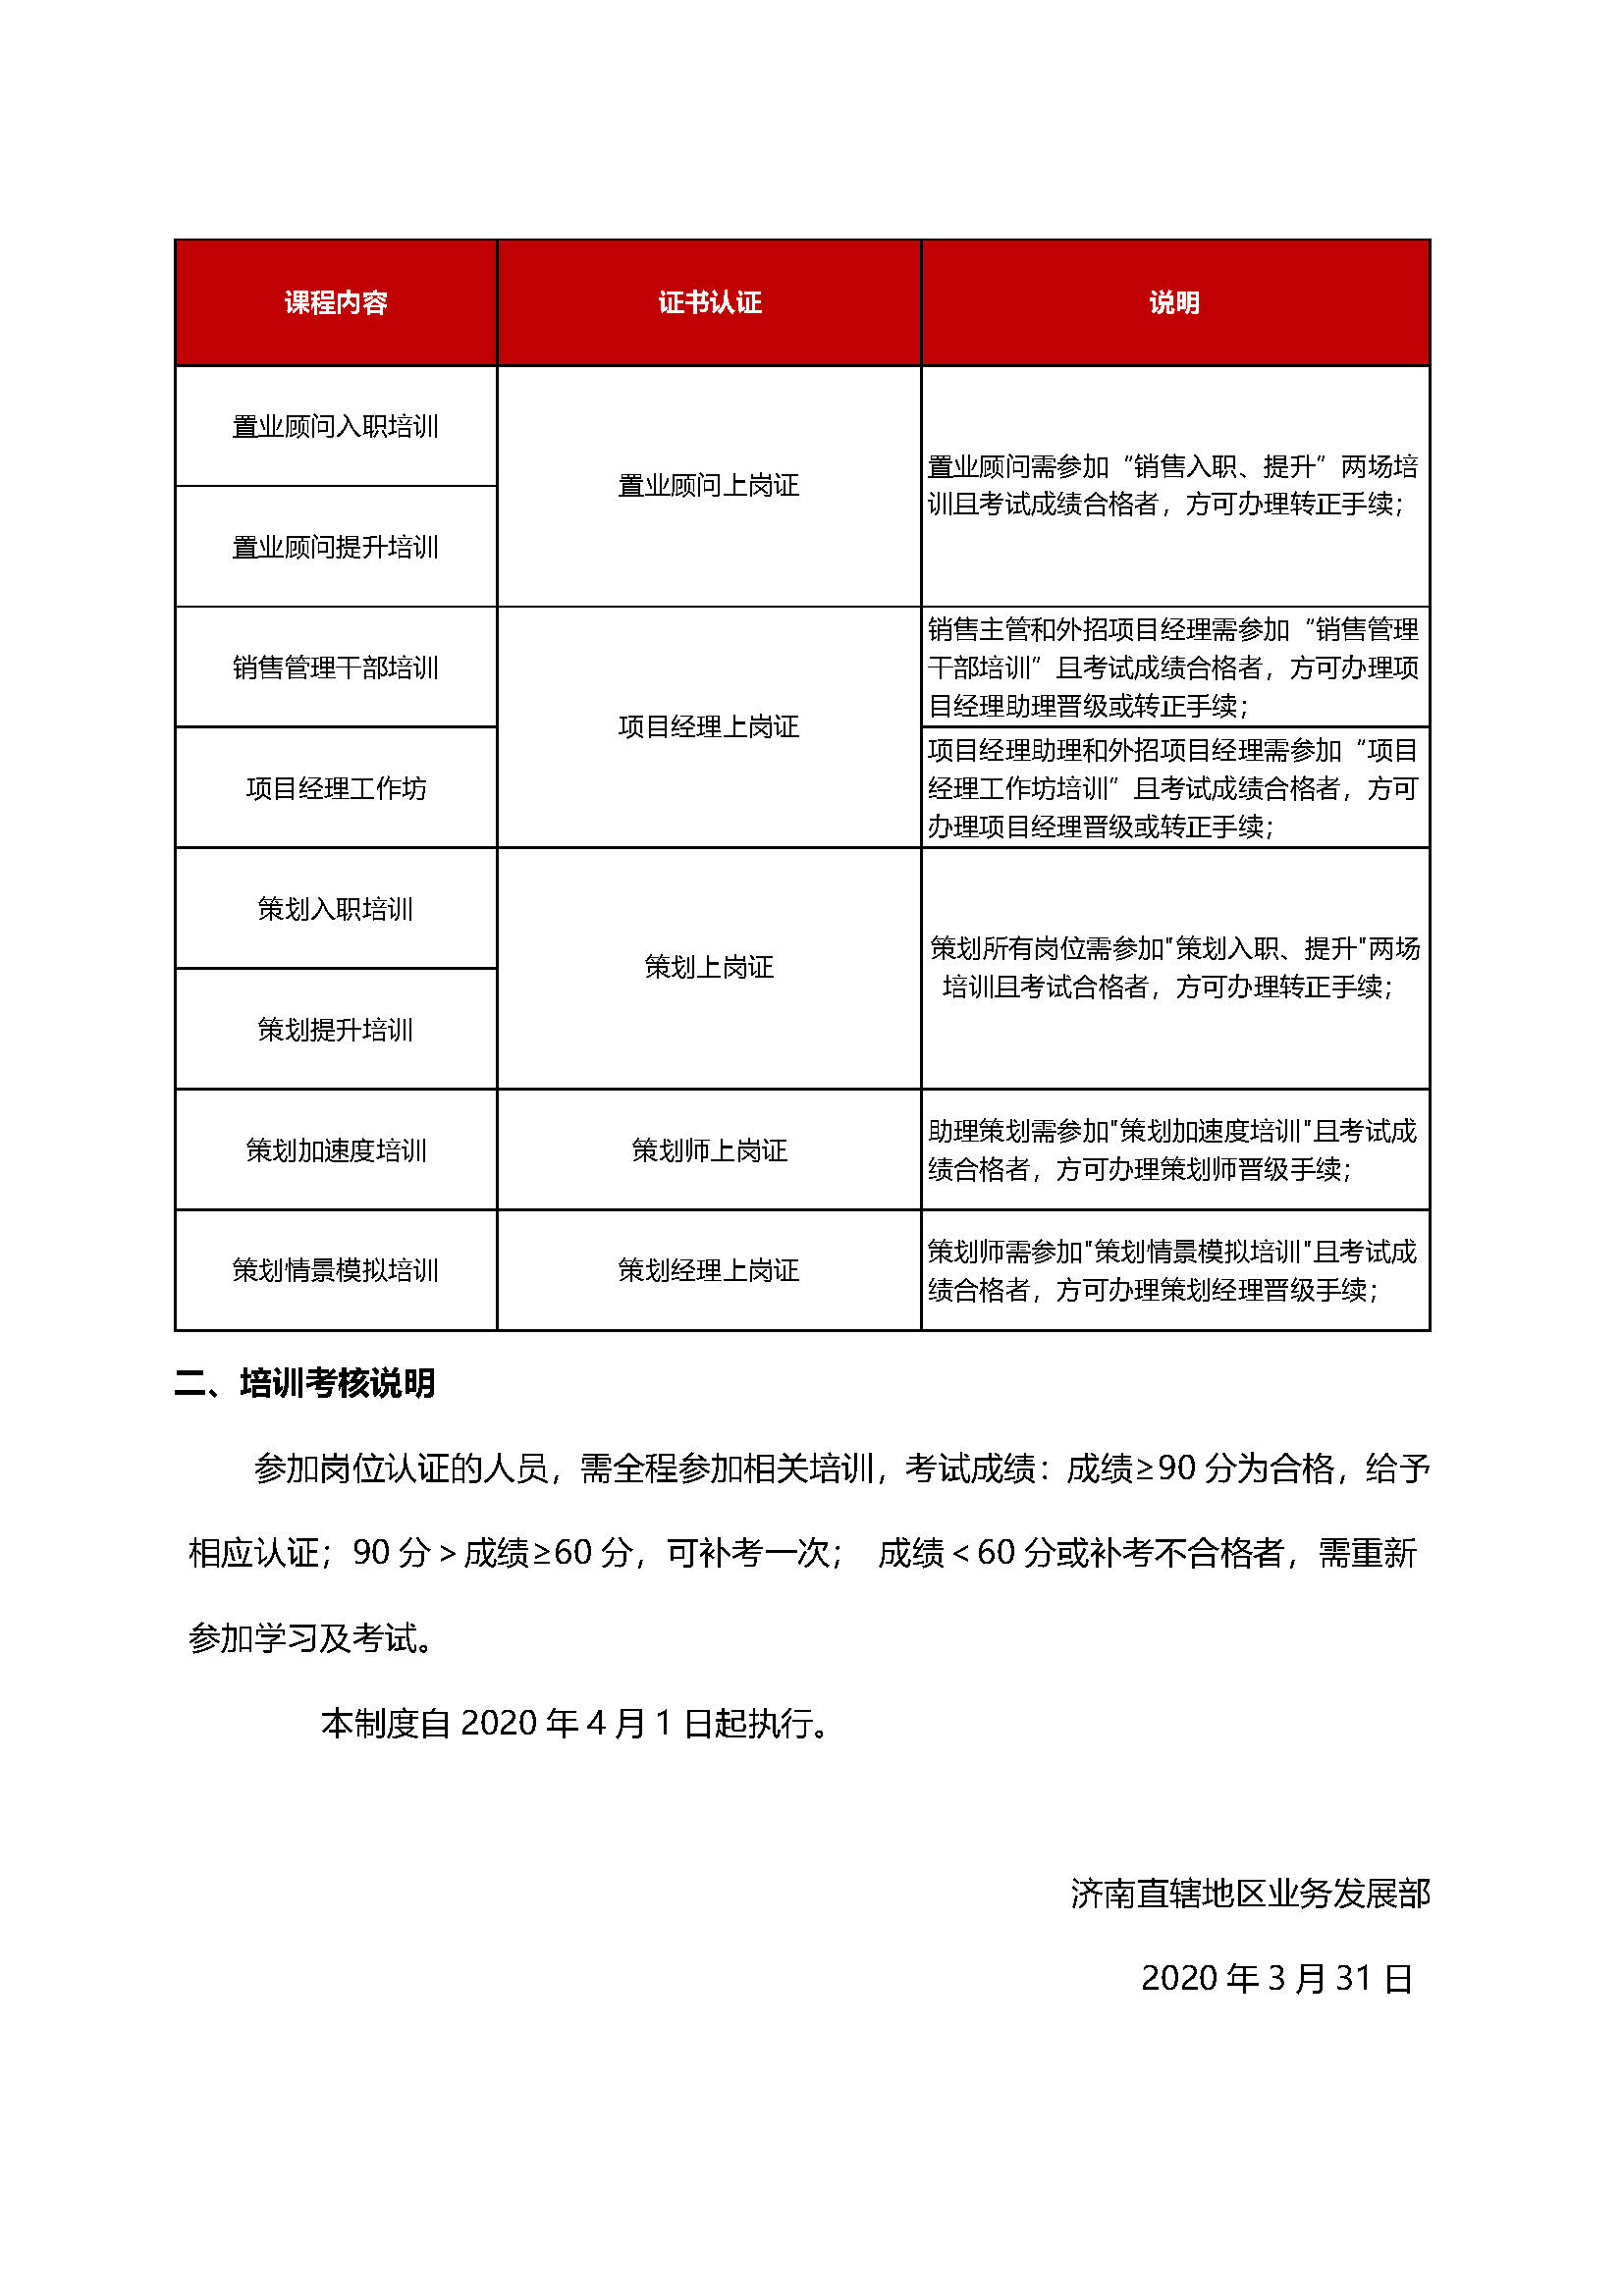 课程内容
证书认证
说明
置业顾问入职培训
置业顾问提升培训
置业顾问上岗证
置业顾问需参加“销售入职、提升”两场培
训且考试成绩合格者，方可办理转正手续；
销售管理干部培训
项目经理上岗证
销售主管和外招项目经理需参加“销售管理
干部培训”且考试成绩合格者，方可办理项
目经理助理晋级或转正手续；
项目经理工作坊
项目经理助理和外招项目经理需参加“项目
经理工作坊培训”且考试成绩合格者，方可
办理项目经理晋级或转正手续；
策划入职培训
策划提升培训
策划上岗证
策划所有岗位需参加"策划入职、提升"两场
培训且考试合格者，方可办理转正手续；
策划加速度培训
策划师上岗证
助理策划需参加"策划加速度培训"且考试成
绩合格者，方可办理策划师晋级手续；
策划情景模拟培训
策划经理上岗证
策划师需参加"策划情景模拟培训"且考试成
绩合格者，方可办理策划经理晋级手续；
二、培训考核说明
参加岗位认证的人员，需全程参加相关培训，考试成绩：成绩≥90 分为合格，给予
相应认证；90 分＞成绩≥60 分，可补考一次； 成绩＜60 分或补考不合格者，需重新
参加学习及考试。
本制度自 2020 年 4 月 1 日起执行。
济南直辖地区业务发展部
2020 年 3 月 31 日